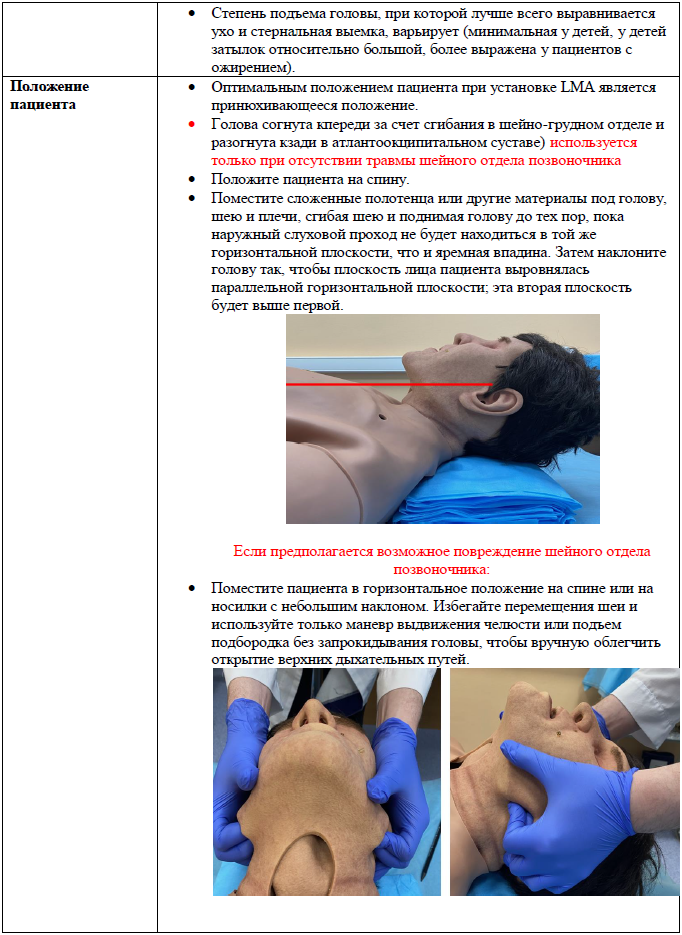 Степень подъема головы, при которой лучше всего выравнивается
ухо и стернальная выемка, варьирует (минимальная у детей, у детей
затылок относительно большой, более выражена у пациентов с
ожирением).
Положение
пациента
Оптимальным положением пациента при установке LMA является
принюхивающееся положение.
Голова согнута кпереди за счет сгибания в шейно-грудном отделе и
разогнута кзади в атлантоокципитальном суставе) используется
только при отсутствии травмы шейного отдела позвоночника
Положите пациента на спину.
Поместите сложенные полотенца или другие материалы под голову,
шею и плечи, сгибая шею и поднимая голову до тех пор, пока
наружный слуховой проход не будет находиться в той же
горизонтальной плоскости, что и яремная впадина. Затем наклоните
голову так, чтобы плоскость лица пациента выровнялась
параллельной горизонтальной плоскости; эта вторая плоскость
будет выше первой.
Если предполагается возможное повреждение шейного отдела
позвоночника:
Поместите пациента в горизонтальное положение на спине или на
носилки с небольшим наклоном. Избегайте перемещения шеи и
используйте только маневр выдвижения челюсти или подъем
подбородка без запрокидывания головы, чтобы вручную облегчить
открытие верхних дыхательных путей.